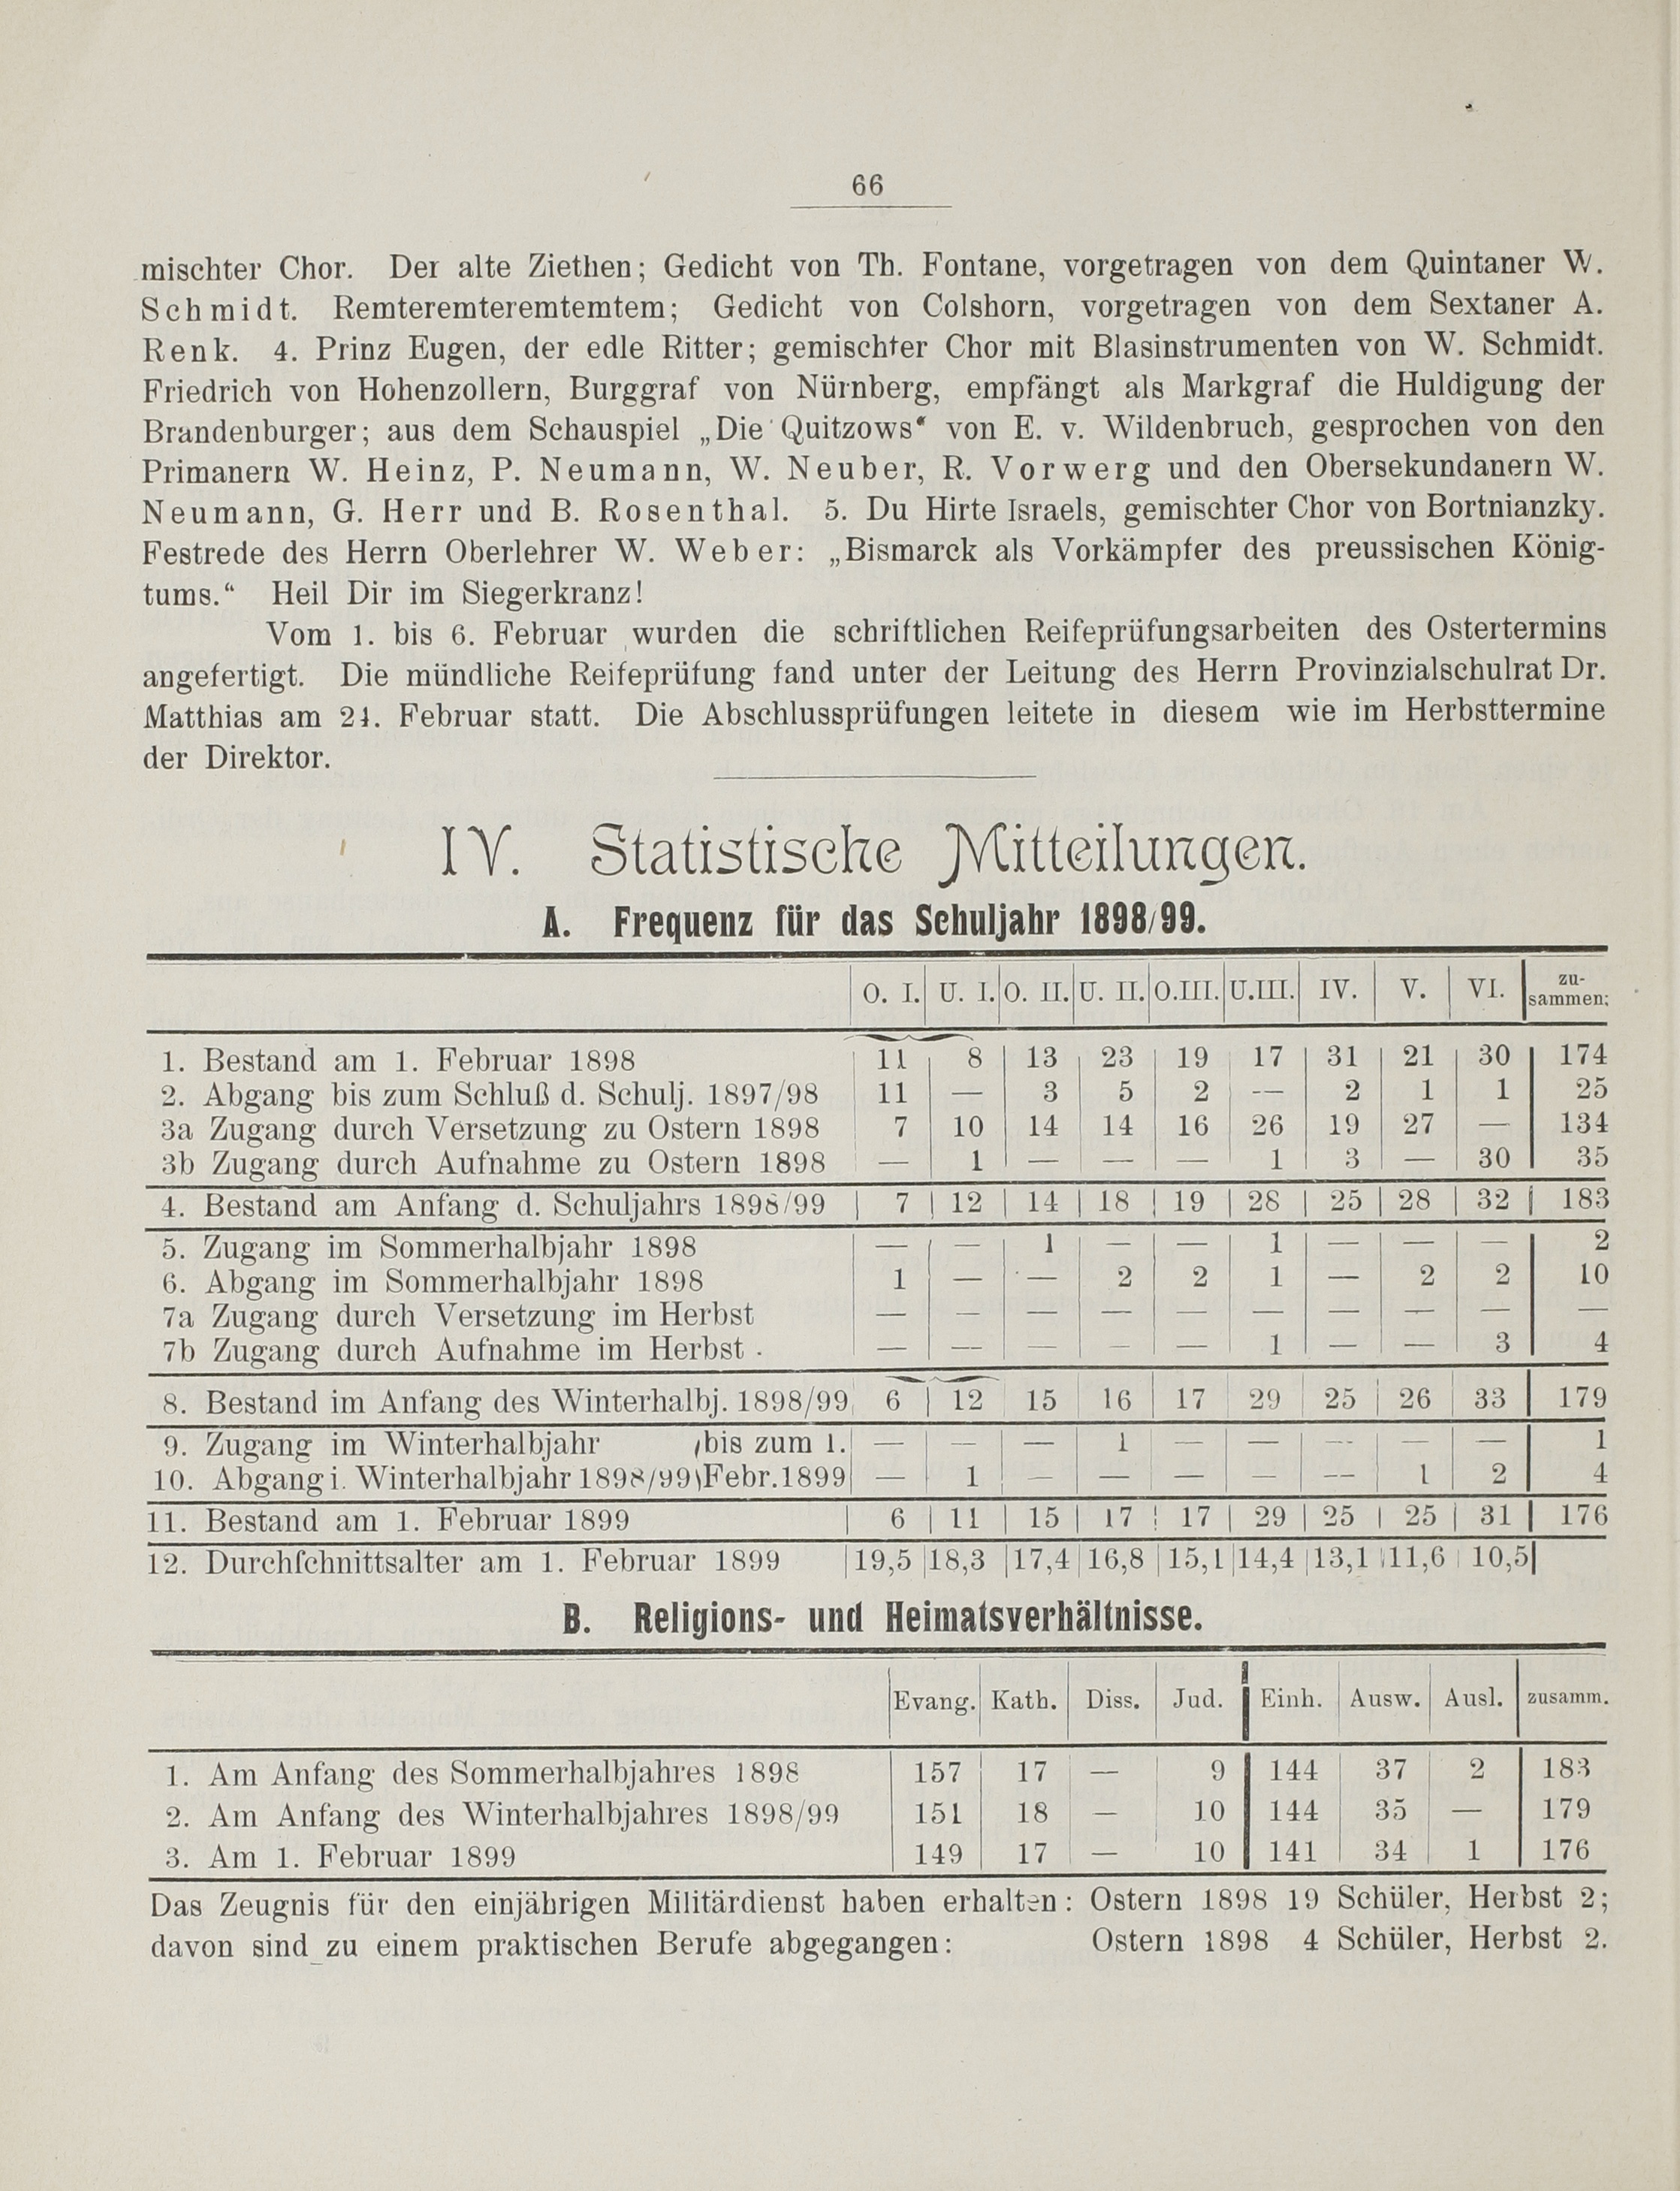 66
mischter Chor. Der alte Ziethen; Gedicht von Th. Fontane, vorgetragen von dem Quintaner W.
Schmidt. Remteremteremtemtem; Gedicht von Colshorn, vorgetragen von dem Sextaner A.
Renk. 4. Prinz Eugen, der edle Ritter; gemischter Chor mit Blasinstrumenten von W. Schmidt.
Friedrich von Hohenzollern, Burggraf von Nürnberg, empfängt als Markgraf die Huldigung der
Brandenburger; aus dem Schauspiel „Die Quitzows“ von E. v. Wildenbruch, gesprochen von den
Primanern W. Heinz, P. Neumann, W. Neuber, R. Vorwerg und den Obersekundanern W.
Neumann, G. Herr und B. Rosenthal. 5. Du Hirte Israels, gemischter Chor von Bortnianzky.
Festrede des Herrn Oberlehrer W. Weber: „Bismarck als Vorkämpfer des preussischen König-
tums.“ Heil Dir im Siegerkranz!
Vom 1. bis 6. Februar wurden die schriftlichen Reifeprüfungsarbeiten des Ostertermins
angefertigt. Die mündliche Reifeprüfung fand unter der Leitung des Herrn Provinzialschulrat Dr.
Matthias am 21. Februar statt. Die Abschlussprüfungen leitete in diesem wie im Herbsttermine
der Direktor.
IV. Statistische Mitteilungen.
A. Frequenz für das Schuljahr 1898/99.
O. I. U. I. O. II. U. II. O.III. U.III. IV. V. VI. zu-
sammen;
1. Bestand am 1. Februar 1898 11 8 13 23 19 17 31 21 30 174
2. Abgang bis zum Schluß d. Schulj. 1897/98 11 — 3 5 2 — 2 1 1 25
3a Zugang durch Versetzung zu Ostern 1898 7 10 14 14 16 26 19 27 — 134
3b Zugang durch Aufnahme zu Ostern 1898 — 1 — — — 1 3 — 30 35
4. Bestand am Anfang d. Schuljahrs 1898/99 7 12 14 18 19 28 25 28 32 183
5. Zugang im Sommerhalbjahr 1898 — — 1 — — 1 — — — 2
6. Abgang im Sommerhalbjahr 1898 1 — — 2 2 1 — 2 2 10
7a Zugang durch Versetzung im Herbst — — — — — — — — — —
7b Zugang durch Aufnahme im Herbst . — — — — — 1 — — 3 4
8. Bestand im Anfang des Winterhalbj. 1898/99 6 12 15 16 17 29 25 26 33 179
9. Zugang im Winterhalbjahr bis zum 1. — — — 1 — — — — — 1
10. Abgang i. Winterhalbjahr 1898/99 Febr. 1899 — 1 — — — — — 1 2 4
11. Bestand am 1. Februar 1899 6 11 15 17 17 29 25 25 31 176
12. Durchſchnittsalter am 1. Februar 1899 19,5 18,3 17,4 16,8 15,1 14,4 13,1 11,6 10,5
B. Religions- und Heimatsverhältnisse.
Evang. Kath. Diss. Jud. Einh. Ausw. Ausl. zusamm.
1. Am Anfang des Sommerhalbjahres 1898 157 17 — 9 144 37 2 183
2. Am Anfang des Winterhalbjahres 1898/99 151 18 — 10 144 35 — 179
3. Am 1. Februar 1899 149 17 — 10 141 34 1 176
Das Zeugnis für den einjährigen Militärdienst haben erhalten: Ostern 1898 19 Schüler, Herbst 2;
davon sind zu einem praktischen Berufe abgegangen: Ostern 1898 4 Schüler, Herbst 2.